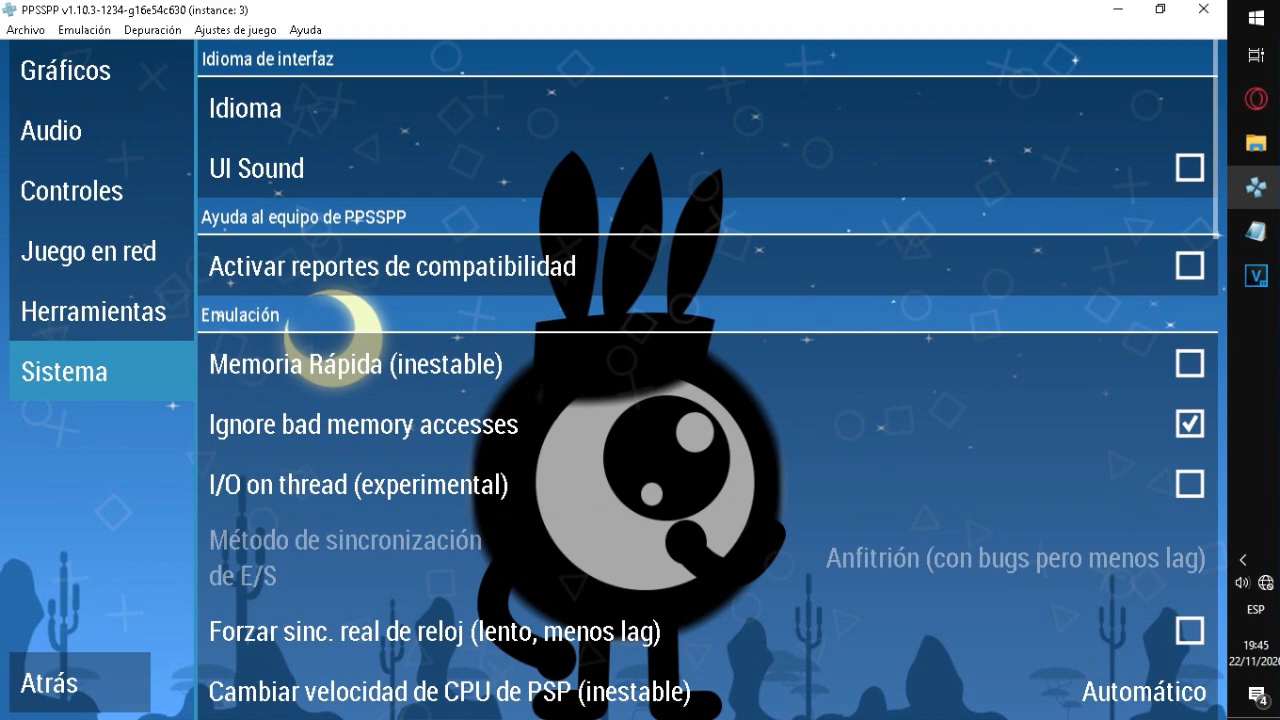 PPSSPP v1.10.3-1234-g16e54c630 (instance: 3)
Archivo Emulación Depuración Ajustes de juego Ayuda
Gráficos
Audio
Controles
Juego en red
Herramientas
Sistema
Atrás
Idioma de interfaz
Idioma
UI Sound
Ayuda al equipo de PPSSPP
Activar reportes de compatibilidad
Emulación
Memoria Rápida (inestable)
Ignore bad memory accesses
I/O on thread (experimental)
Método de sincronización
de E/S
Anfitrión (con bugs pero menos lag)
Forzar sinc. real de reloj (lento, menos lag)
Cambiar velocidad de CPU de PSP (inestable)
Automático
V
ESP
19:45
22/11/2020
4